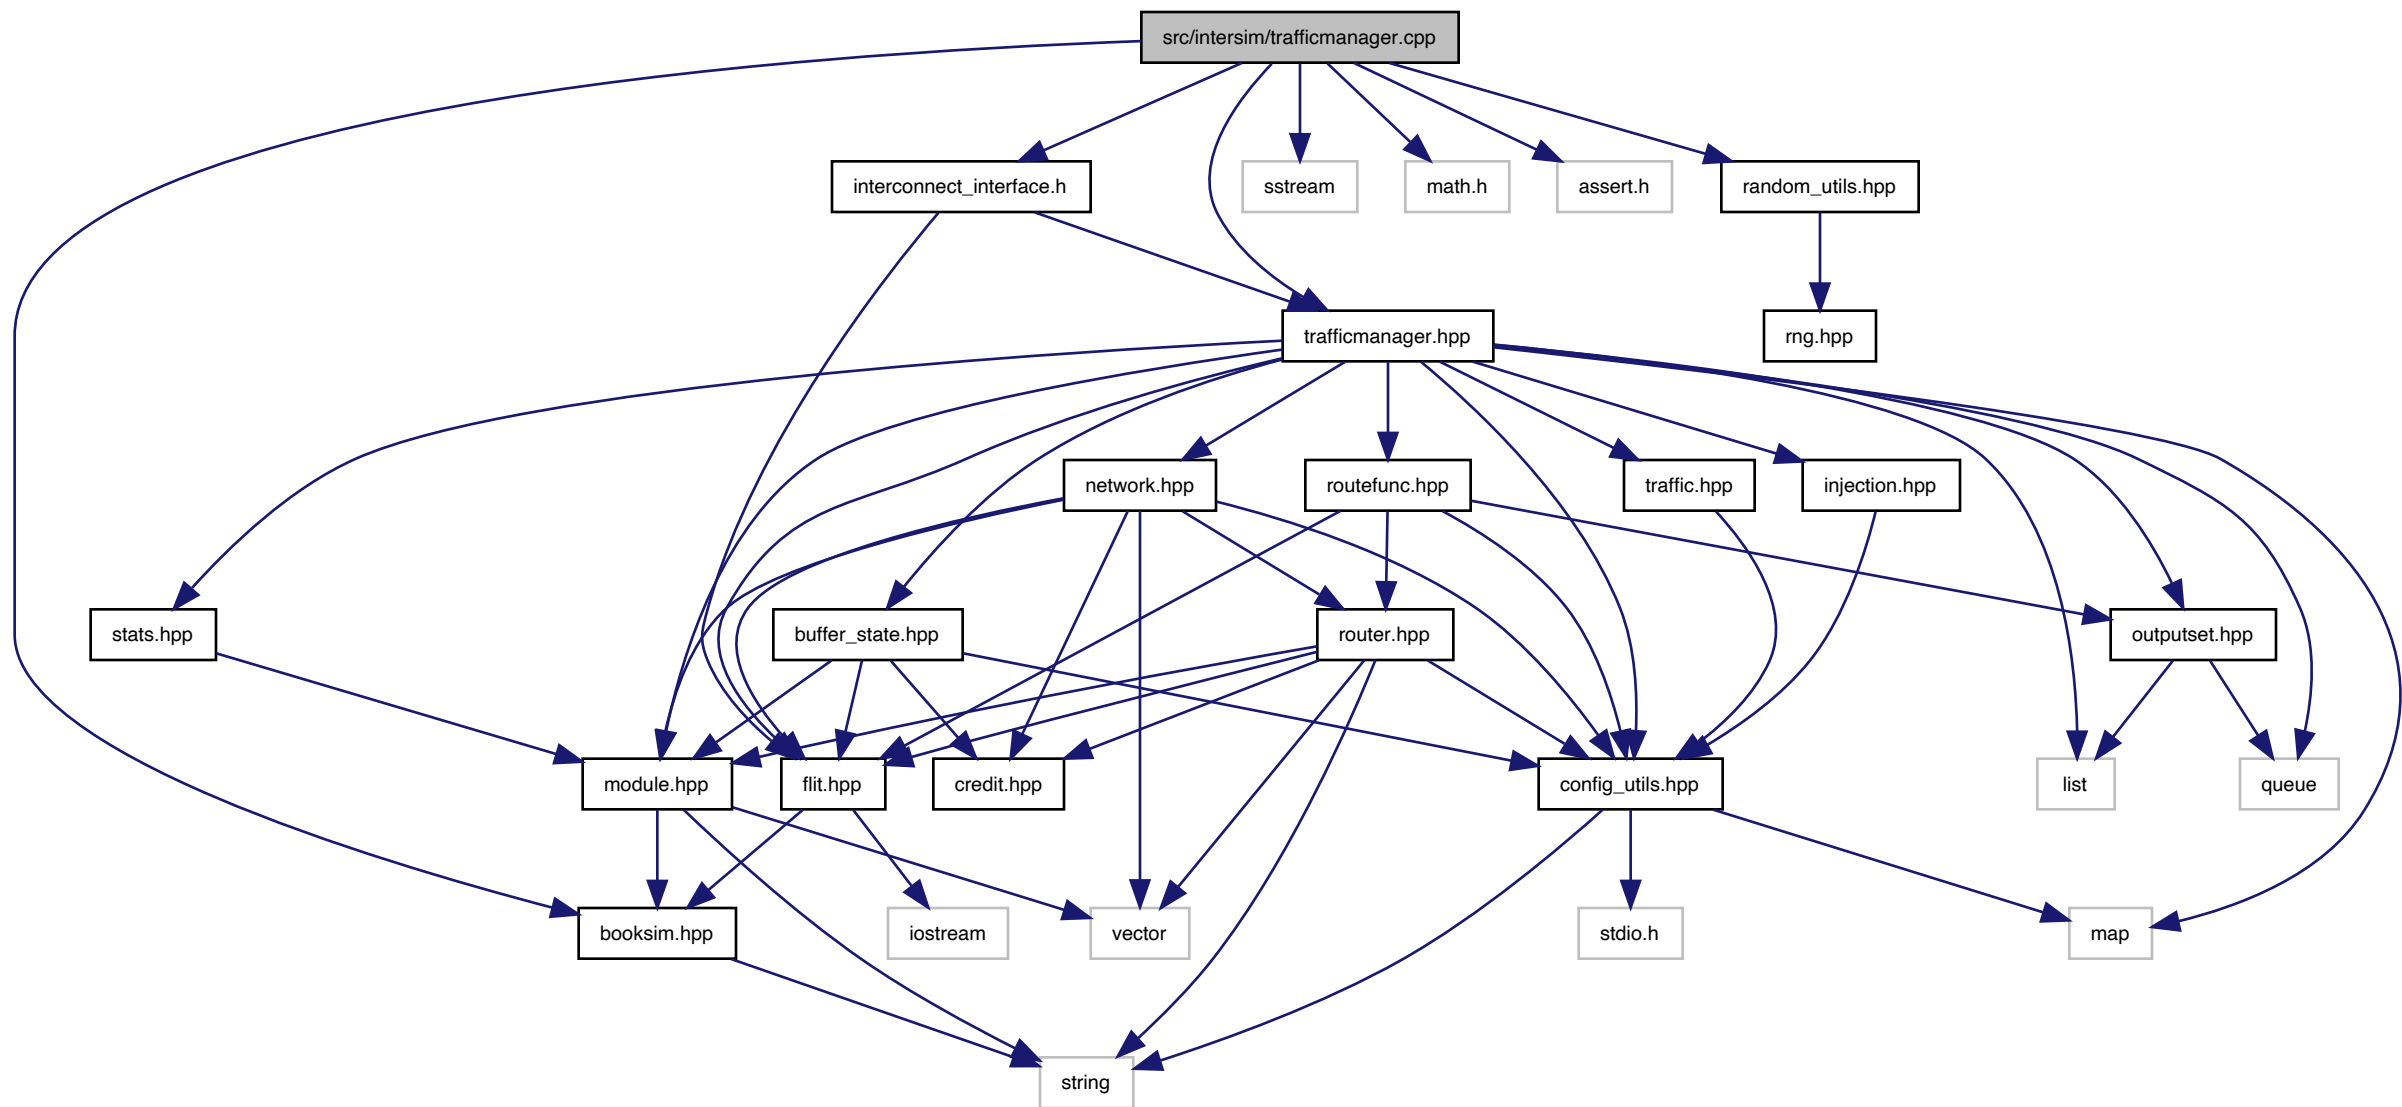 src/intersim/trafficmanager.cpp
interconnect_interface.h
sstream
math.h
assert.h
random_utils.hpp
trafficmanager.hpp
rng.hpp
network.hpp
routefunc.hpp
traffic.hpp
injection.hpp
stats.hpp
buffer_state.hpp
router.hpp
outputset.hpp
module.hpp
flit.hpp
credit.hpp
config_utils.hpp
list
queue
booksim.hpp
iostream
vector
stdio.h
map
string